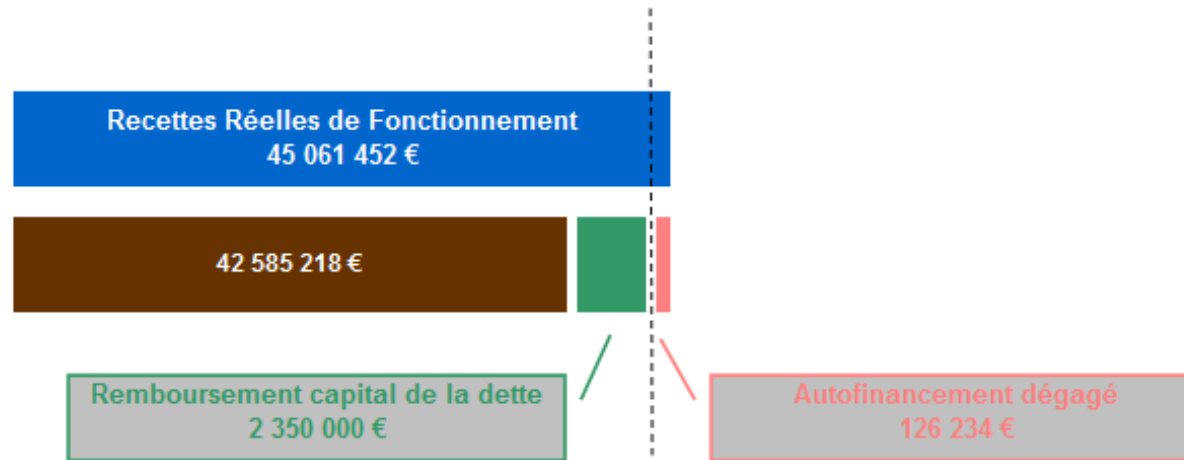 Recettes Réelles de Fonctionnement
45 061 452 €
42 585 218 €
Remboursement capital de la dette
2 350 000 €
Autofinancement dégagé
126 234 €